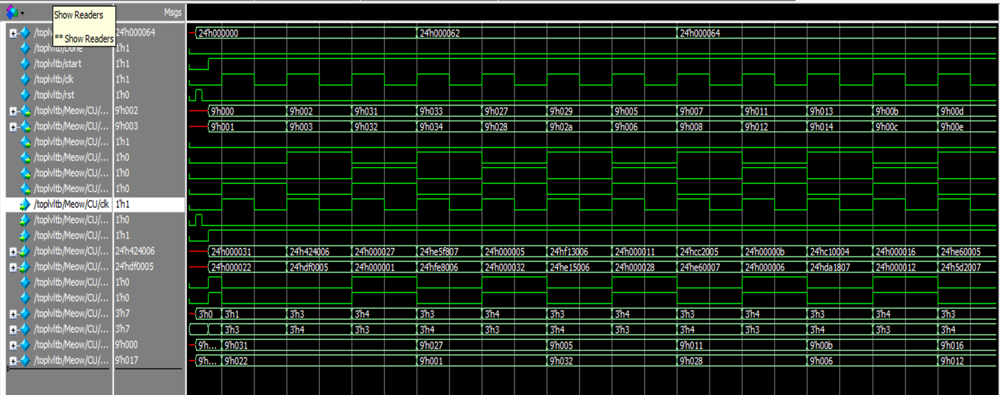 Msgs
Show Readers
** Show Readers
/topl 24'h000064 24'h000000 24'h000062 24'h000064
/toplvltb/Done 1'h1
/toplvltb/start 1'h1
/toplvltb/clk 1'h1
/toplvltb/rst 1'h0
/toplvltb/Meow/CU/... 9'h002 9'h000 9'h002 9'h031 9'h033 9'h027 9'h029 9'h005 9'h007 9'h011 9'h013 9'h00b 9'h00d
/toplvltb/Meow/CU/... 9'h003 9'h001 9'h003 9'h032 9'h034 9'h028 9'h02a 9'h006 9'h008 9'h012 9'h014 9'h00c 9'h00e
/toplvltb/Meow/CU/... 1'h1
/toplvltb/Meow/CU/... 1'h0
/toplvltb/Meow/CU/... 1'h0
/toplvltb/Meow/CU/... 1'h0
/toplvltb/Meow/CU/clk 1'h1
/toplvltb/Meow/CU/... 1'h0
/toplvltb/Meow/CU/... 1'h1
/toplvltb/Meow/CU/... 24'h424006 24'h000031 24'h424006 24'h000027 24'he5f807 24'h000005 24'hf13006 24'h000011 24'hcc2005 24'h00000b 24'hc10004 24'h000016 24'he60005
/toplvltb/Meow/CU/... 24'hdf0005 24'h000022 24'hdf0005 24'h000001 24'hfe8006 24'h000032 24'he15006 24'h000028 24'he60007 24'h000006 24'hda1807 24'h000012 24'h5d2007
/toplvltb/Meow/CU/... 1'h0
/toplvltb/Meow/CU/... 1'h0
/toplvltb/Meow/CU/... 3'h7 3'h0 3'h1 3'h3 3'h4 3'h3 3'h4 3'h3 3'h4 3'h3 3'h4 3'h3 3'h4 3'h3
/toplvltb/Meow/CU/... 3'h7 3'h3 3'h4 3'h3 3'h4 3'h3 3'h4 3'h3 3'h4 3'h3 3'h4 3'h3 3'h4
/toplvltb/Meow/CU/... 9'h000 9'h... 9'h031 9'h027 9'h005 9'h011 9'h00b 9'h016
/toplvltb/Meow/CU/... 9'h017 9'h... 9'h022 9'h001 9'h032 9'h028 9'h006 9'h012